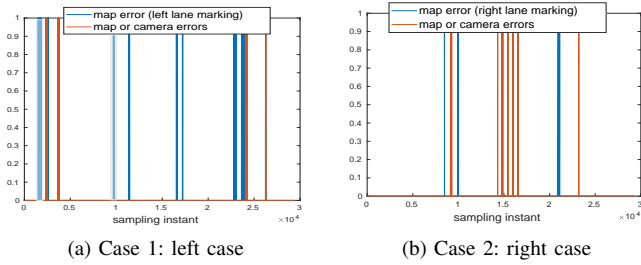 map error (left lane marking)
map or camera errors
1
0.9
0.8
0.7
0.6
0.5
0.4
0.3
0.2
0.1
0
0 0.5 1 1.5 2 2.5 3
sampling instant
×10⁴
(a) Case 1: left case
map error (right lane marking)
map or camera errors
1
0.9
0.8
0.7
0.6
0.5
0.4
0.3
0.2
0.1
0
0 0.5 1 1.5 2 2.5 3
sampling instant
×10⁴
(b) Case 2: right case